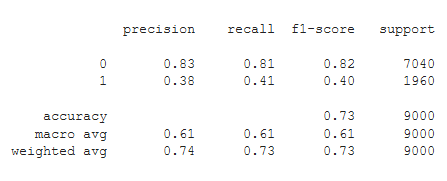 precision recall f1-score support
0 0.83 0.81 0.82 7040
1 0.38 0.41 0.40 1960
accuracy 0.73 9000
macro avg 0.61 0.61 0.61 9000
weighted avg 0.74 0.73 0.73 9000